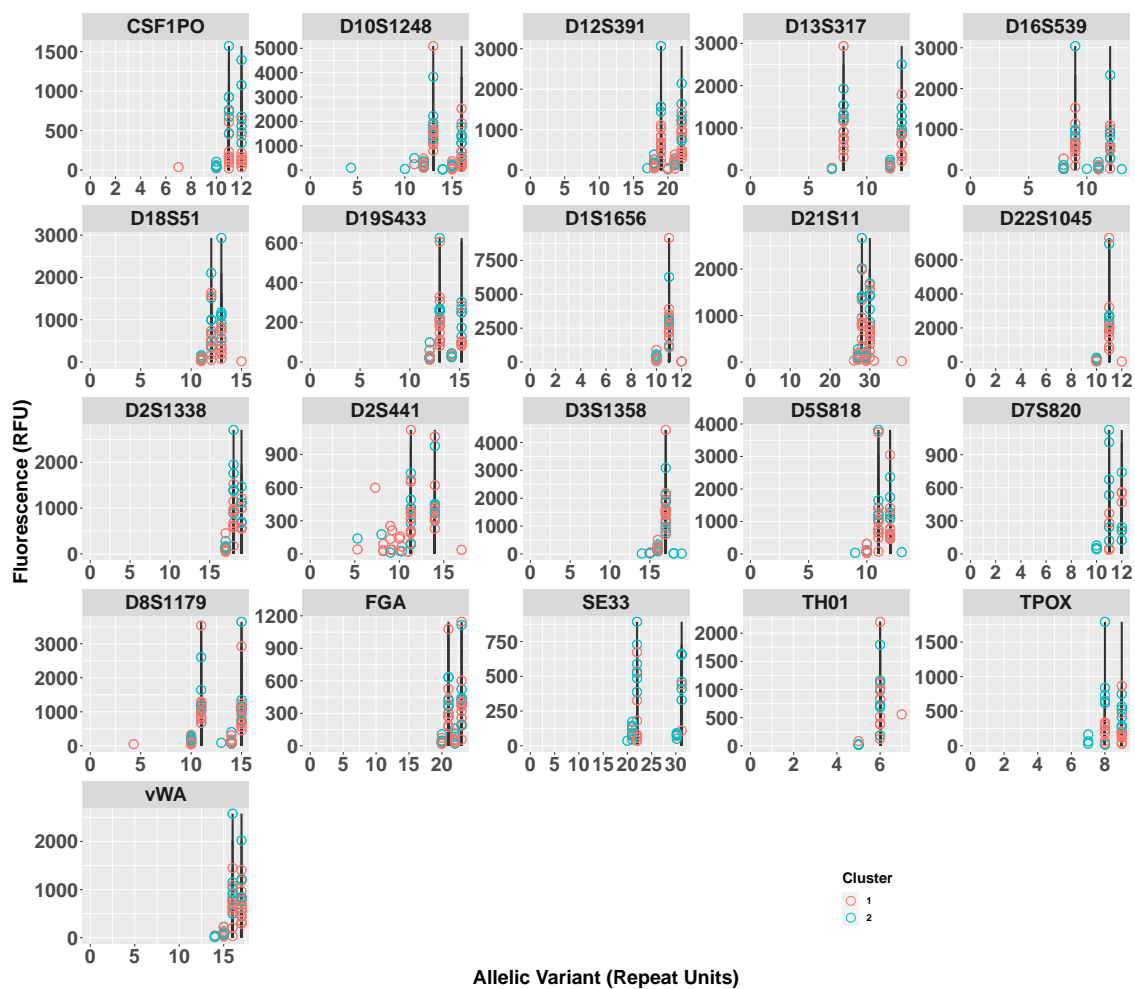 CSF1PO D10S1248 D12S391 D13S317 D16S539
1500 1000 500 0
0 2 4 6 8 10 12
5000 4000 3000 2000 1000 0
0 5 10 15
3000 2000 1000 0
0 5 10 15 20
3000 2000 1000 0
0 5 10
3000 2000 1000 0
5 10
D18S51 D19S433 D1S1656 D21S11 D22S1045
3000 2000 1000 0
0 5 10 15
600 400 200 0
0 5 10 15
7500 5000 2500 0
0 2 4 6 8 10 12
2000 1000 0
0 10 20 30
6000 4000 2000 0
0 2 4 6 8 10 12
D2S1338 D2S441 D3S1358 D5S818 D7S820
2000 1000 0
0 5 10 15
900 600 300 0
0 5 10 15
4000 3000 2000 1000 0
0 5 10 15
4000 3000 2000 1000 0
0 5 10
900 600 300 0
0 2 4 6 8 10 12
D8S1179 FGA SE33 TH01 TPOX
3000 2000 1000 0
0 5 10 15
1200 900 600 300 0
0 5 10 15 20
750 500 250 0
0 5 10 15 20 25 30
2000 1500 1000 500 0
0 2 4 6
1500 1000 500 0
0 2 4 6 8
vWA
2000 1000 0
0 5 10 15
Fluorescence (RFU)
Allelic Variant (Repeat Units)
Cluster
1
2